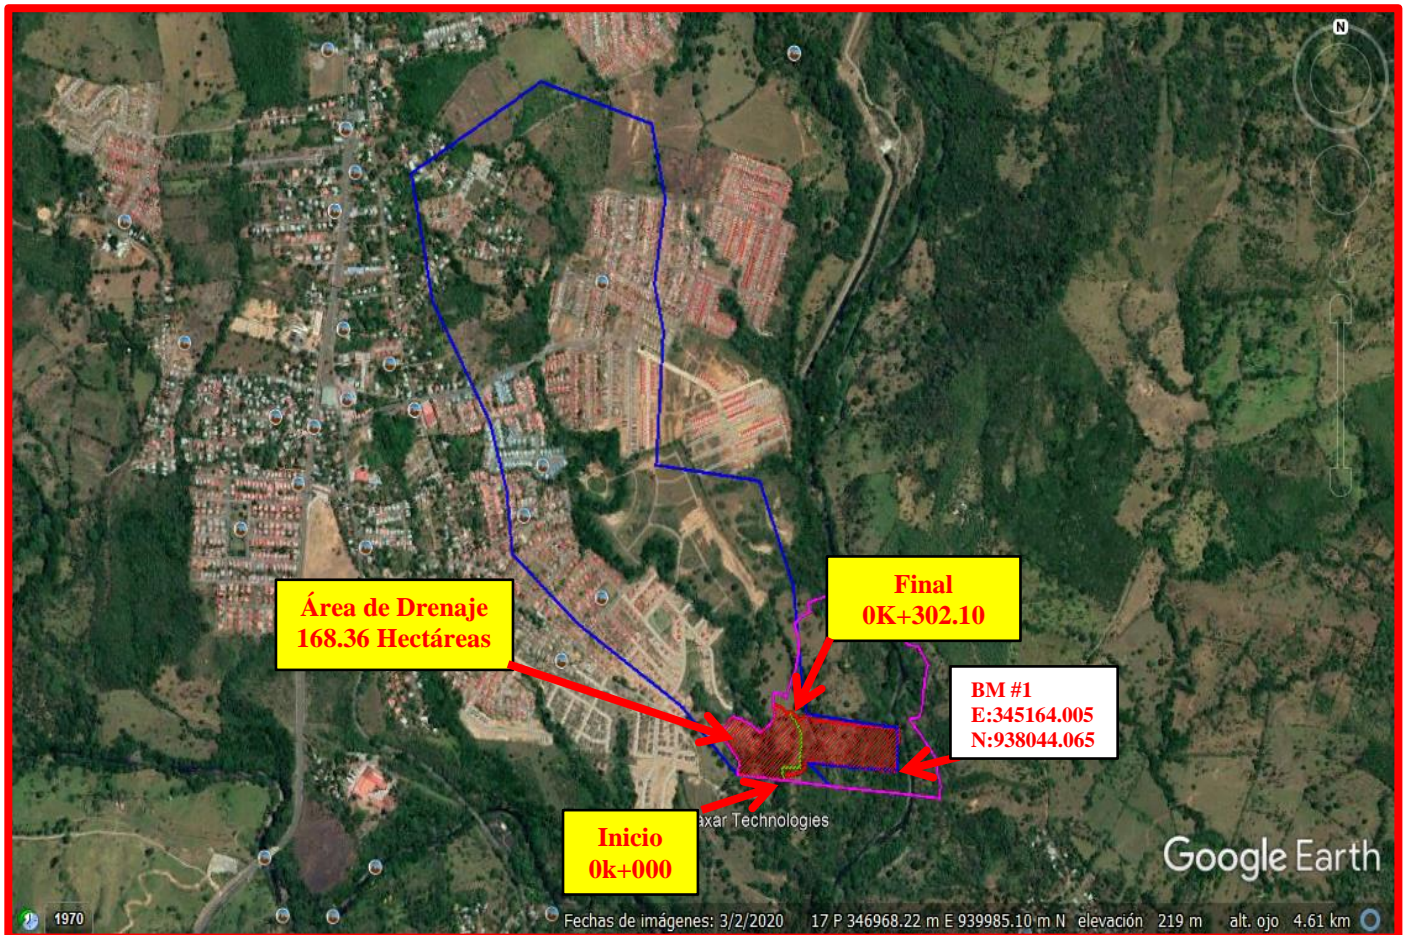 N
Final
0K+302.10
Área de Drenaje
168.36 Hectáreas
BM #1
E:345164.005
N:938044.065
Inicio
0k+000
axar Technologies
Google Earth
1970
Fechas de imágenes: 3/2/2020 17 P 346968.22 m E 939985.10 m N elevación 219 m alt. ojo 4.61 km